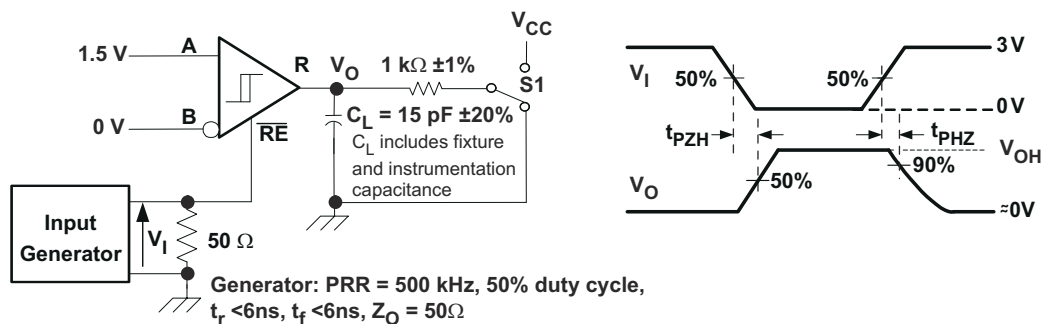 V_CC
1.5 V
A
R
V_O
1 kΩ ±1%
S1
B
0 V
RE
C_L = 15 pF ±20%
C_L includes fixture
and instrumentation
capacitance
Input
Generator
V_I
50 Ω
Generator: PRR = 500 kHz, 50% duty cycle,
t_r <6ns, t_f <6ns, Z_O = 50Ω
V_I
50%
50%
3V
0V
t_PZH
t_PHZ
V_OH
90%
V_O
50%
≈0V